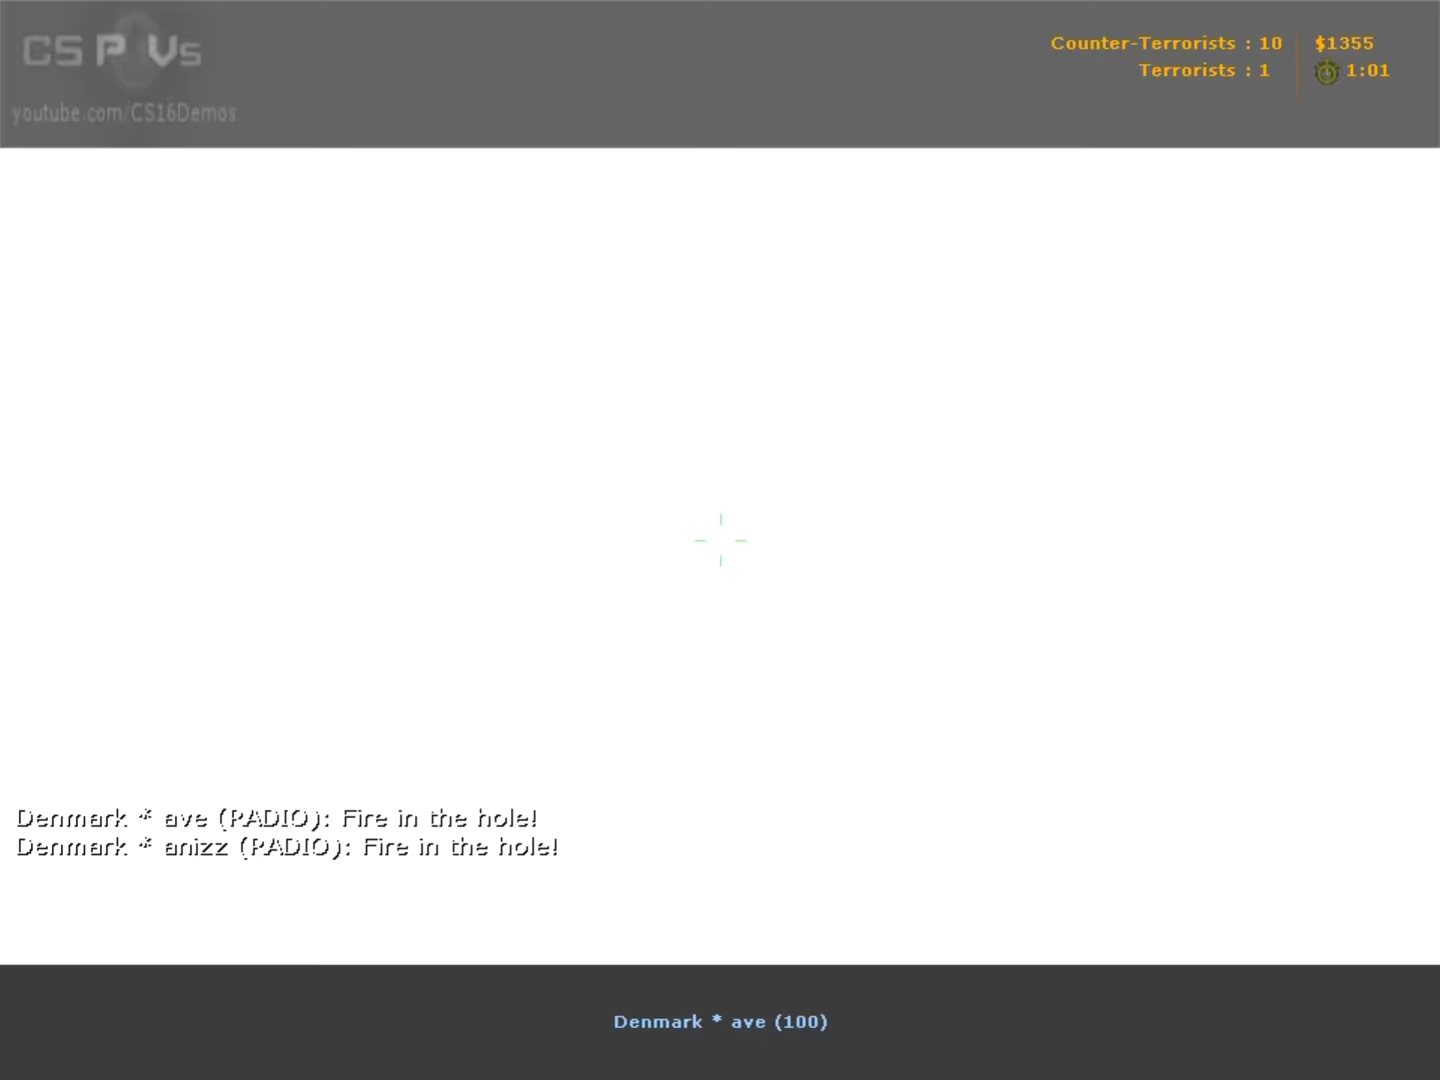 CS P Vs
youtube.com/CS16Demos
Counter-Terrorists : 10
Terrorists : 1
$1355
1:01
Denmark * ave (RADIO): Fire in the hole!
Denmark * anizz (RADIO): Fire in the hole!
Denmark * ave (100)